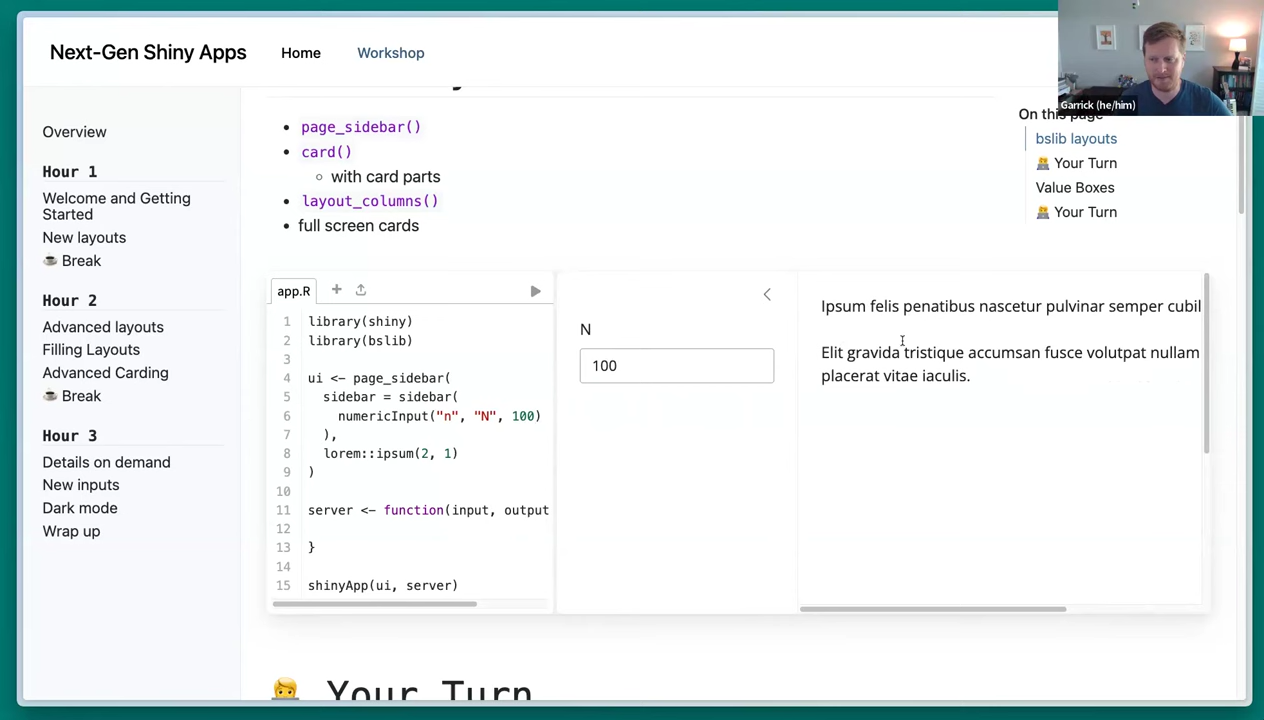 Next-Gen Shiny Apps
Home
Workshop
Garrick (he/him)
Overview
Hour 1
Welcome and Getting
Started
New layouts
☕ Break
Hour 2
Advanced layouts
Filling Layouts
Advanced Carding
☕ Break
Hour 3
Details on demand
New inputs
Dark mode
Wrap up
page_sidebar()
card()
with card parts
layout_columns()
full screen cards
On this page
bslib layouts
🧑‍💻 Your Turn
Value Boxes
🧑‍💻 Your Turn
app.R
1 library(shiny)
2 library(bslib)
3
4 ui <- page_sidebar(
5 sidebar = sidebar(
6 numericInput("n", "N", 100)
7 ),
8 lorem::ipsum(2, 1)
9 )
10
11 server <- function(input, output
12
13 }
14
15 shinyApp(ui, server)
N
100
Ipsum felis penatibus nascetur pulvinar semper cubil
Elit gravida tristique accumsan fusce volutpat nullam
placerat vitae iaculis.
🧑‍💻 Your Turn